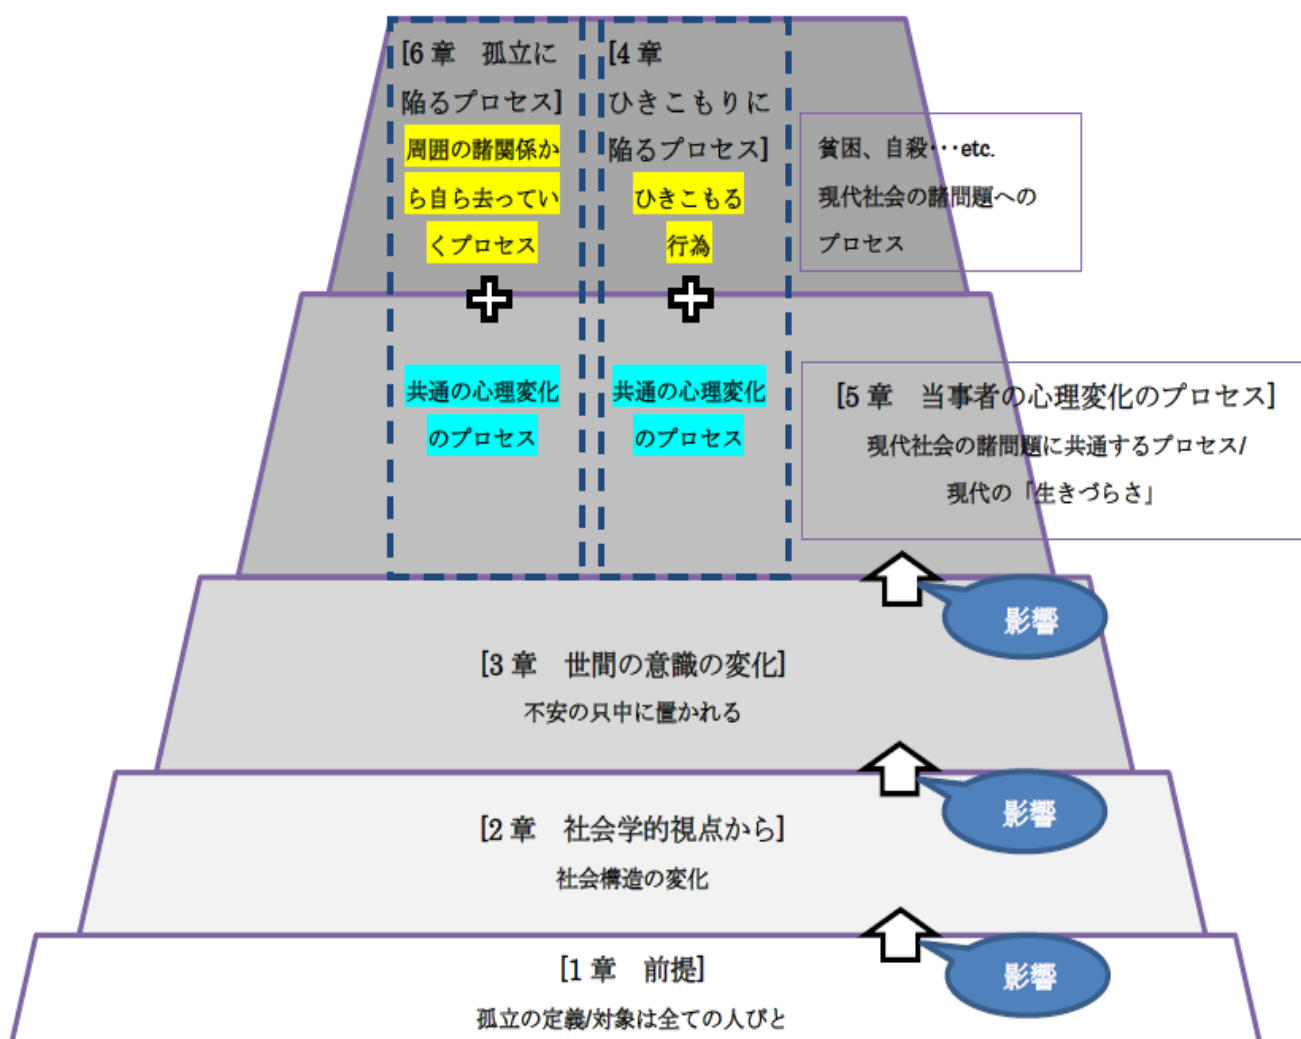 [6 章　孤立に
陥るプロセス]
周囲の諸関係か
ら自ら去ってい
くプロセス
[4 章
ひきこもりに
陥るプロセス]
ひきこもる
行為
貧困、自殺･･･etc.
現代社会の諸問題への
プロセス
共通の心理変化
のプロセス
共通の心理変化
のプロセス
[5 章　当事者の心理変化のプロセス]
現代社会の諸問題に共通するプロセス/
現代の「生きづらさ」
影響
[3 章　世間の意識の変化]
不安の只中に置かれる
影響
[2 章　社会学的視点から]
社会構造の変化
影響
[1 章　前提]
孤立の定義/対象は全ての人びと